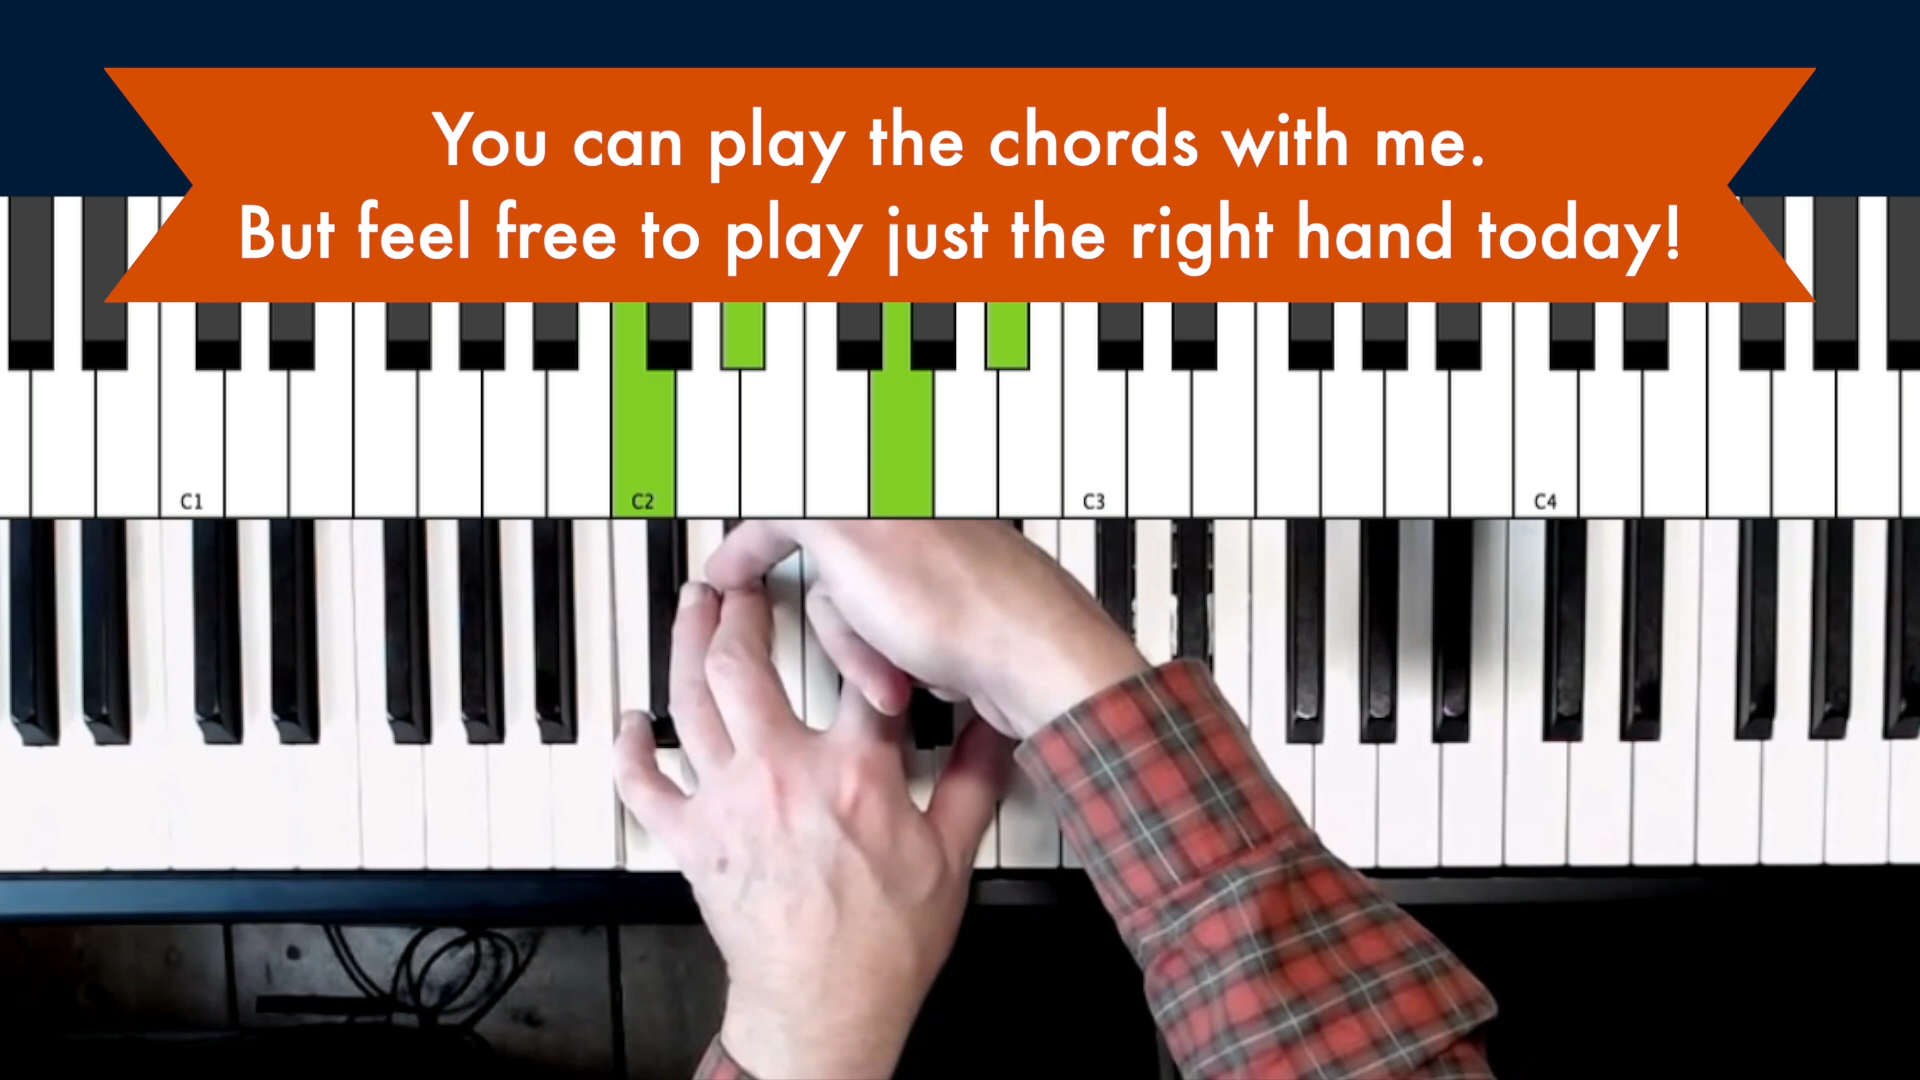 You can play the chords with me.
But feel free to play just the right hand today!
C1
C2
C3
C4